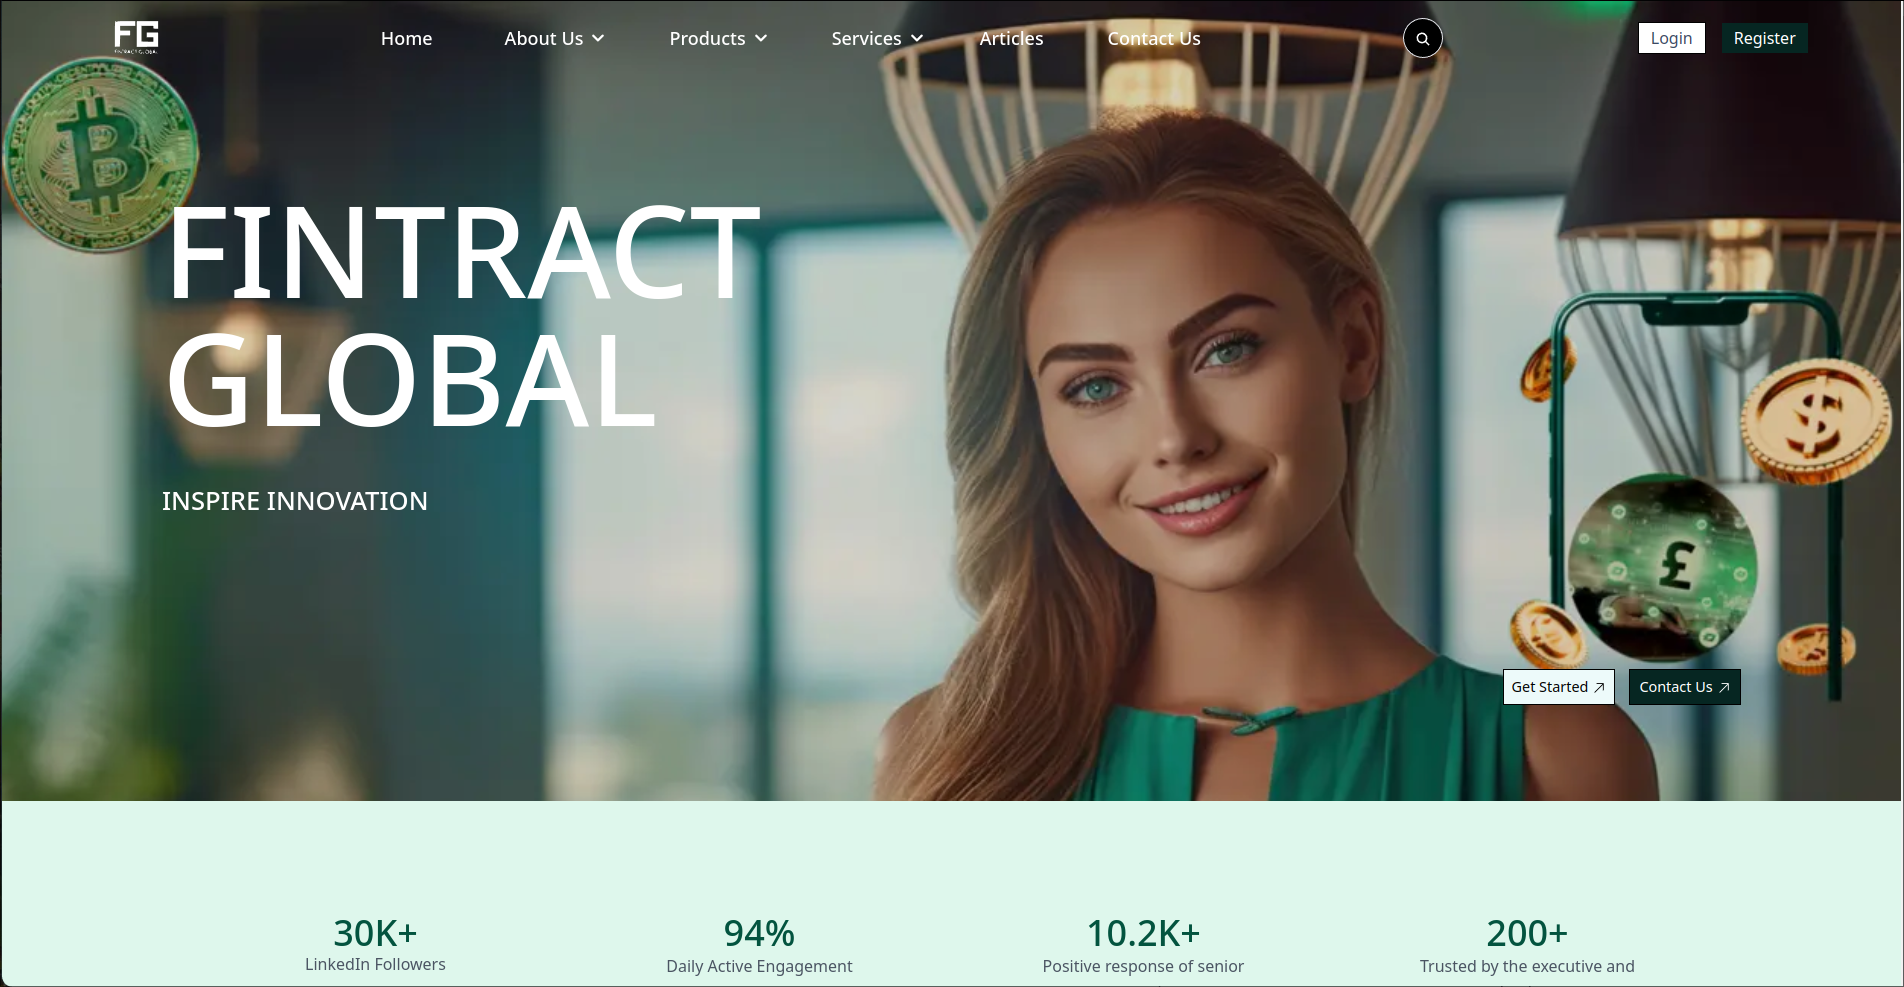 FG
FINTRACT GLOBAL
Home
About Us
Products
Services
Articles
Contact Us
Login
Register
FINTRACT
GLOBAL
INSPIRE INNOVATION
Get Started
Contact Us
30K+
LinkedIn Followers
94%
Daily Active Engagement
10.2K+
Positive response of senior
200+
Trusted by the executive and